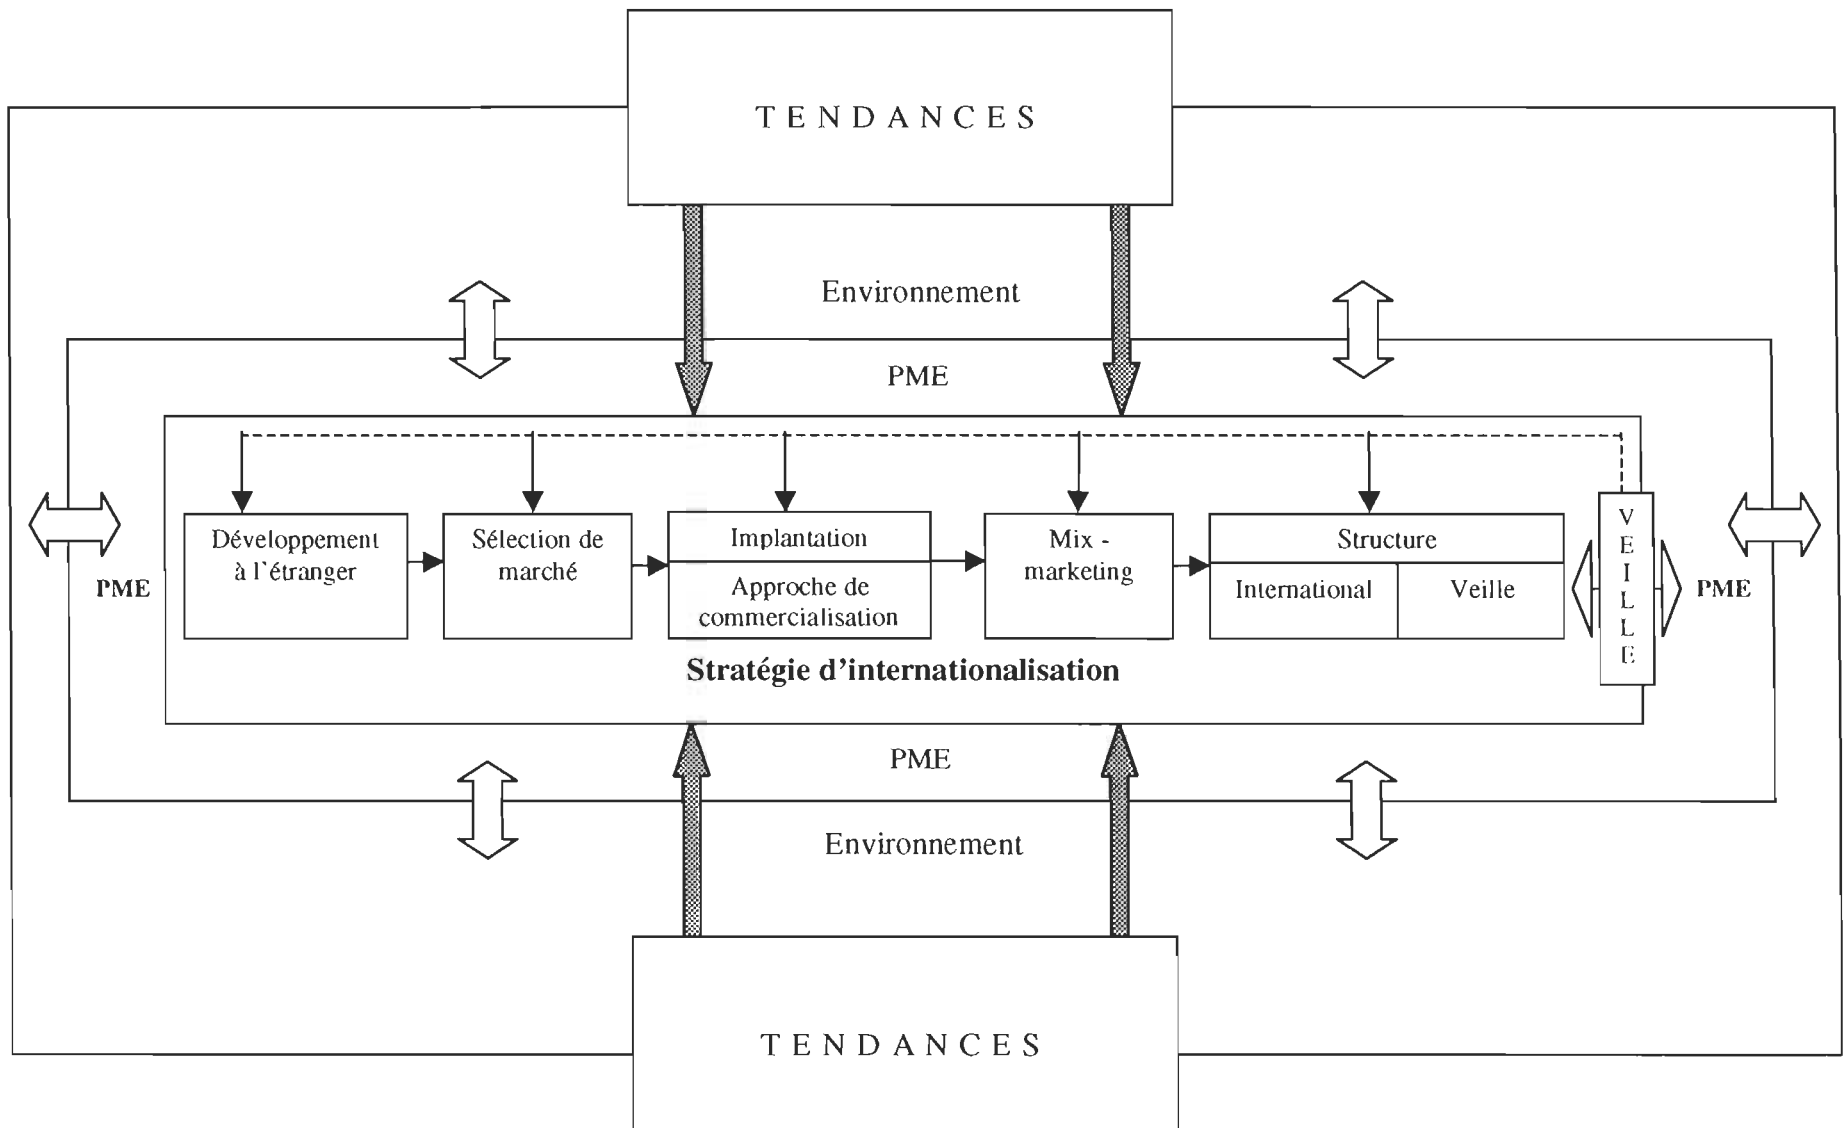 TENDANCES
Environnement
PME
Développement
à l'étranger
Sélection de
marché
Implantation
Approche de
commercialisation
Mix -
marketing
Structure
International
Veille
VEILLE
PME
PME
Stratégie d'internationalisation
PME
Environnement
TENDANCES